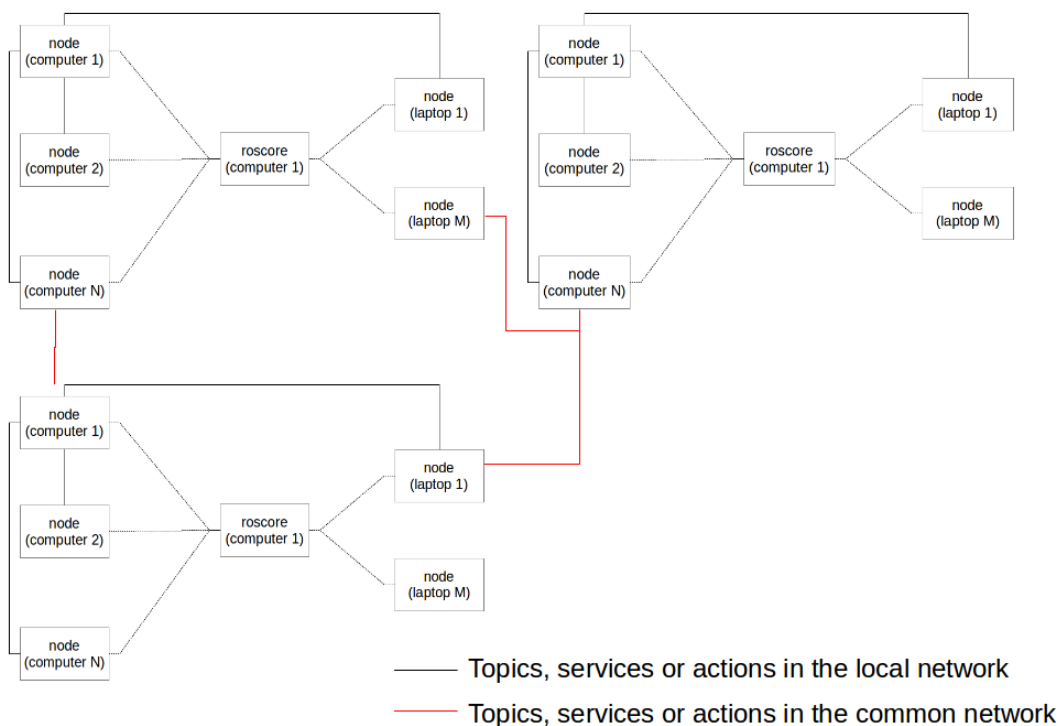 node
(computer 1)
node
(laptop 1)
roscore
(computer 1)
node
(computer 2)
node
(laptop M)
node
(computer N)
node
(computer 1)
node
(laptop 1)
roscore
(computer 1)
node
(computer 2)
node
(laptop M)
node
(computer N)
node
(computer 1)
node
(laptop 1)
roscore
(computer 1)
node
(computer 2)
node
(laptop M)
node
(computer N)
Topics, services or actions in the local network
Topics, services or actions in the common network